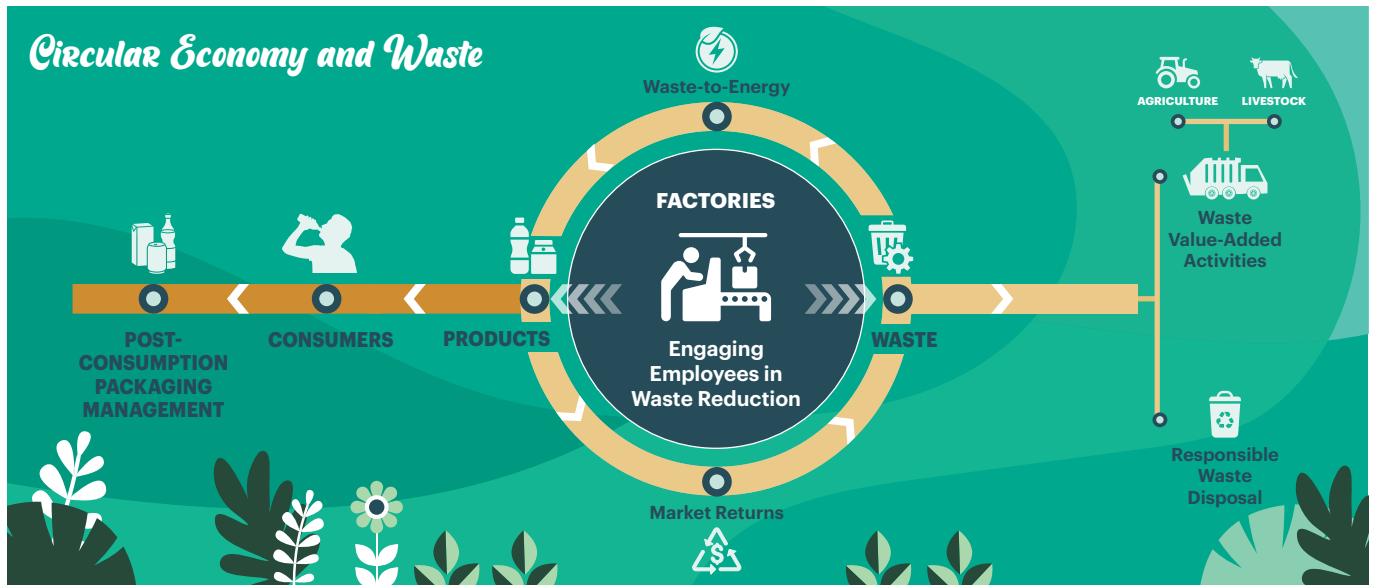 Circular Economy and Waste
Waste-to-Energy
AGRICULTURE
LIVESTOCK
FACTORIES
Engaging
Employees in
Waste Reduction
Waste
Value-Added
Activities
POST-
CONSUMPTION
PACKAGING
MANAGEMENT
CONSUMERS
PRODUCTS
WASTE
Responsible
Waste
Disposal
Market Returns
$